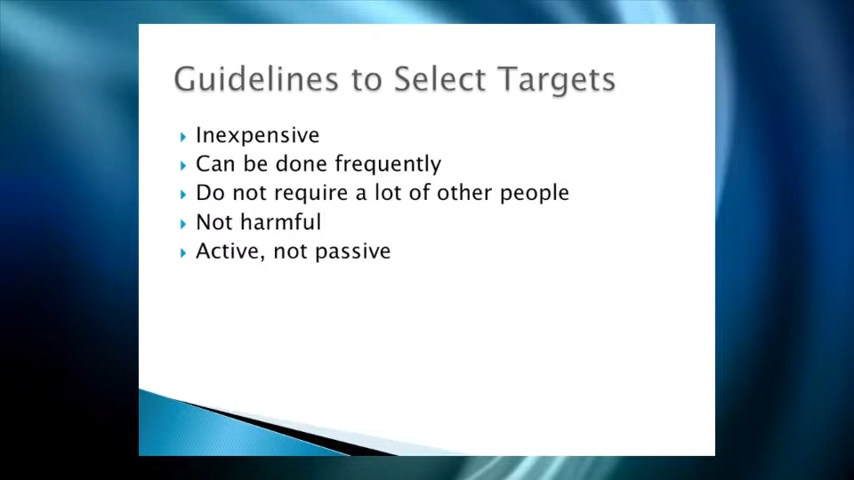 Guidelines to Select Targets
Inexpensive
Can be done frequently
Do not require a lot of other people
Not harmful
Active, not passive